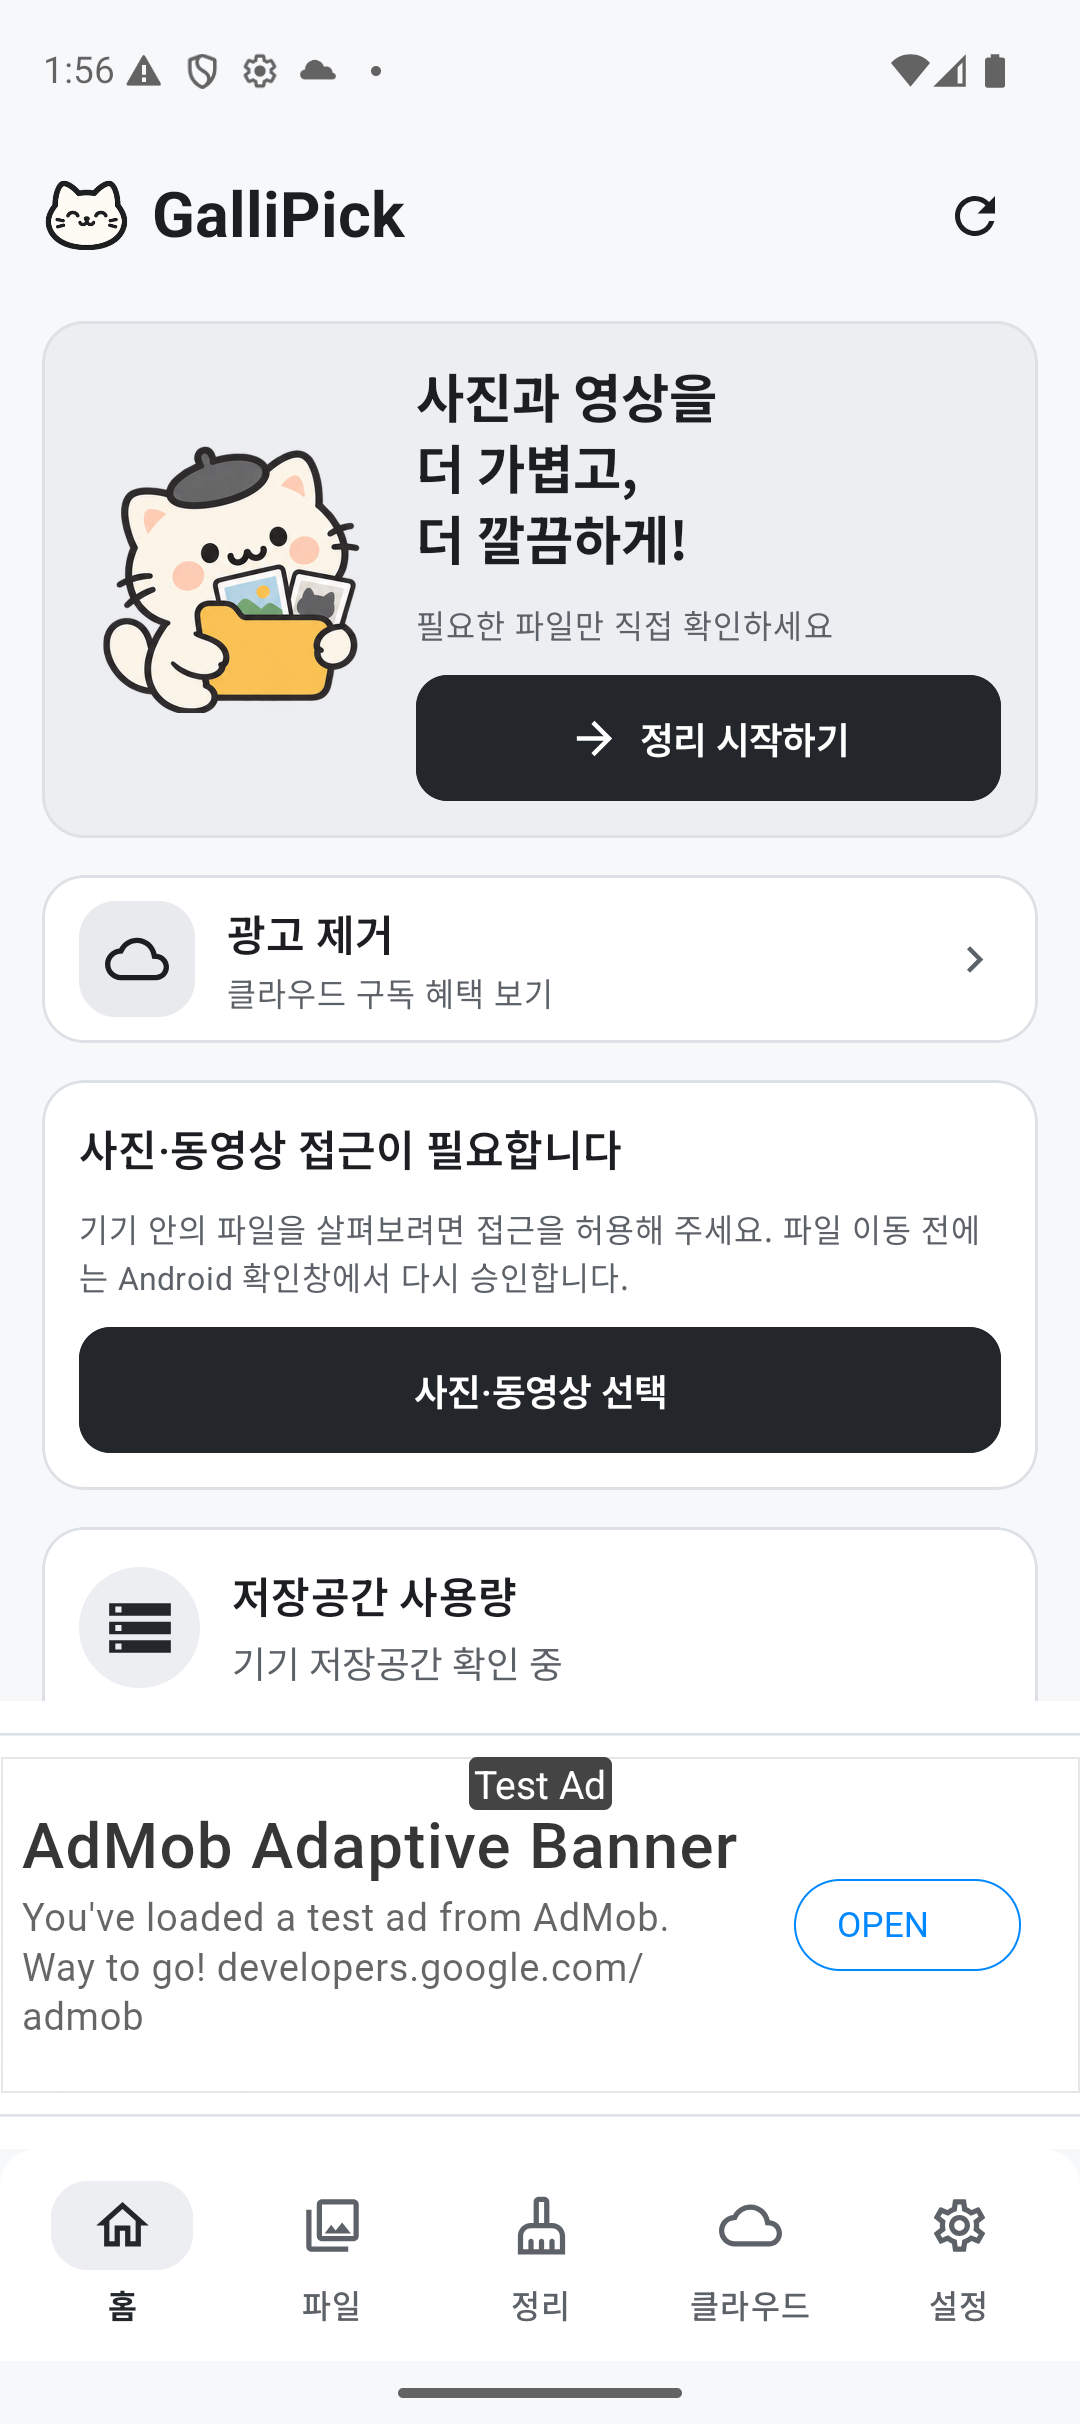 1:56
GalliPick
사진과 영상을
더 가볍고,
더 깔끔하게!
필요한 파일만 직접 확인하세요
정리 시작하기
광고 제거
클라우드 구독 혜택 보기
사진·동영상 접근이 필요합니다
기기 안의 파일을 살펴보려면 접근을 허용해 주세요. 파일 이동 전에
는 Android 확인창에서 다시 승인합니다.
사진·동영상 선택
저장공간 사용량
기기 저장공간 확인 중
Test Ad
AdMob Adaptive Banner
You've loaded a test ad from AdMob.
Way to go! developers.google.com/
admob
OPEN
홈
파일
정리
클라우드
설정